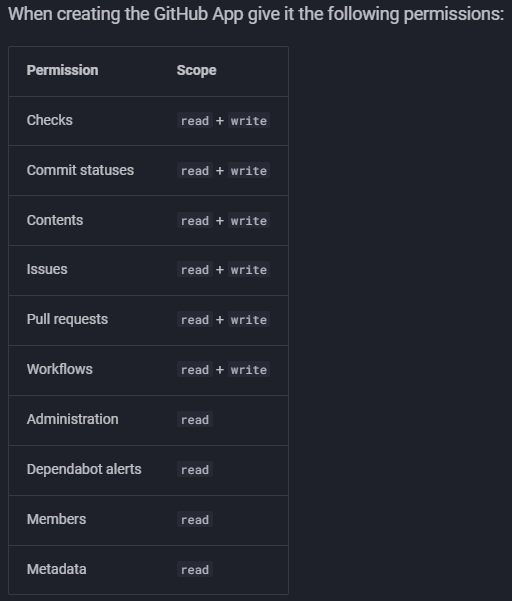 When creating the GitHub App give it the following permissions:
Permission Scope
Checks read + write
Commit statuses read + write
Contents read + write
Issues read + write
Pull requests read + write
Workflows read + write
Administration read
Dependabot alerts read
Members read
Metadata read